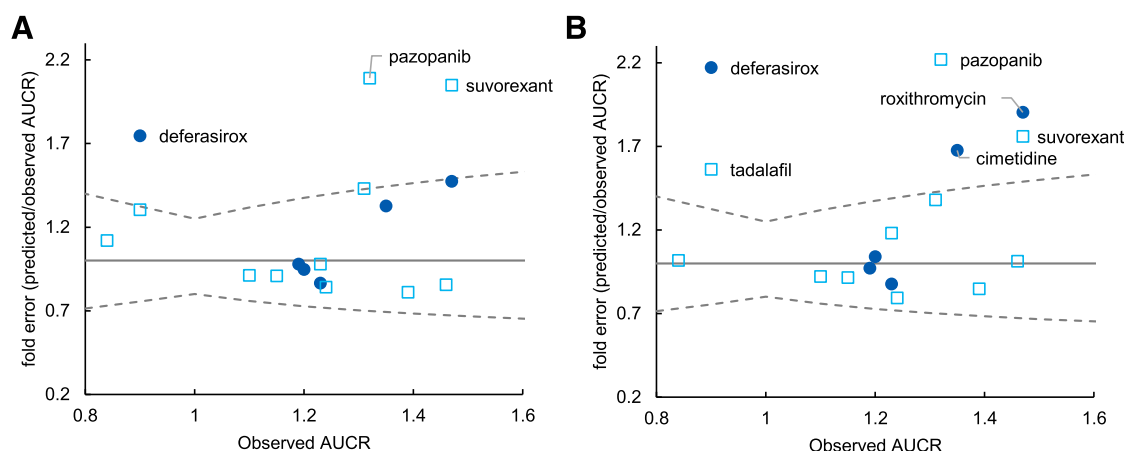 A
fold error (predicted/observed AUCR)
2.2
1.7
1.2
0.7
0.2
pazopanib
suvorexant
deferasirox
0.8
1
1.2
1.4
1.6
Observed AUCR
B
fold error (predicted/observed AUCR)
2.2
1.7
1.2
0.7
0.2
deferasirox
pazopanib
roxithromycin
suvorexant
cimetidine
tadalafil
0.8
1
1.2
1.4
1.6
Observed AUCR